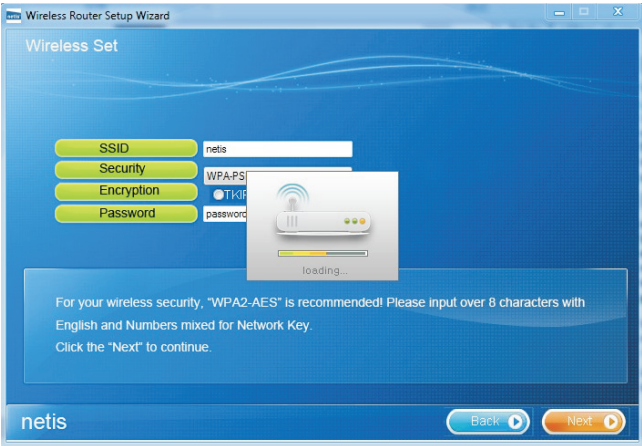 netis Wireless Router Setup Wizard
Wireless Set
SSID netis
Security WPA-PS
Encryption TKIP
Password password
loading...
For your wireless security, "WPA2-AES" is recommended! Please input over 8 characters with
English and Numbers mixed for Network Key.
Click the "Next" to continue.
netis Back Next